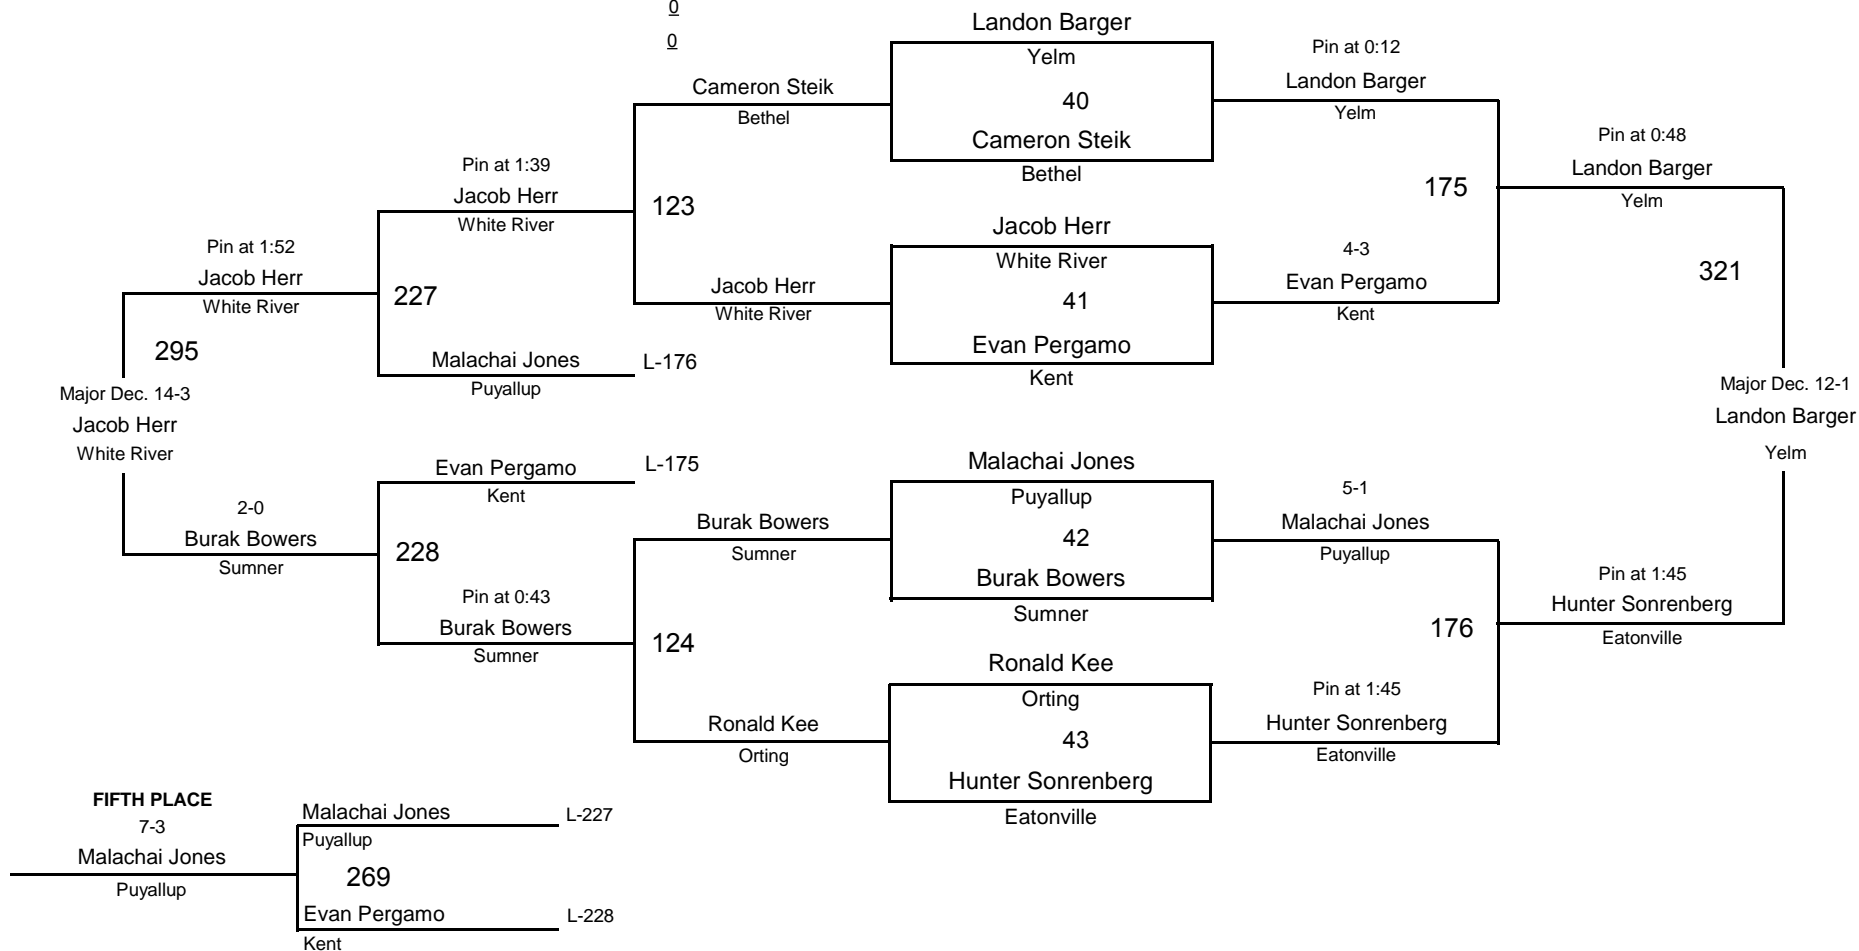 0
0
Landon Barger
Yelm
40
Cameron Steik
Bethel
Pin at 0:12
Landon Barger
Yelm
Cameron Steik
Bethel
Pin at 0:48
Landon Barger
Yelm
175
Pin at 1:39
Jacob Herr
White River
123
Jacob Herr
White River
41
Evan Pergamo
Kent
4-3
Evan Pergamo
Kent
321
Pin at 1:52
Jacob Herr
White River
227
Jacob Herr
White River
295
Malachai Jones
Puyallup
L-176
Major Dec. 14-3
Jacob Herr
White River
Major Dec. 12-1
Landon Barger
Yelm
Evan Pergamo
Kent
L-175
Malachai Jones
Puyallup
42
Burak Bowers
Sumner
5-1
Malachai Jones
Puyallup
2-0
Burak Bowers
Sumner
228
Burak Bowers
Sumner
Pin at 0:43
Burak Bowers
Sumner
124
Pin at 1:45
Hunter Sonrenberg
Eatonville
176
Ronald Kee
Orting
43
Hunter Sonrenberg
Eatonville
Pin at 1:45
Hunter Sonrenberg
Eatonville
Ronald Kee
Orting
FIFTH PLACE
7-3
Malachai Jones
Puyallup
Malachai Jones
L-227
Puyallup
269
Evan Pergamo
L-228
Kent